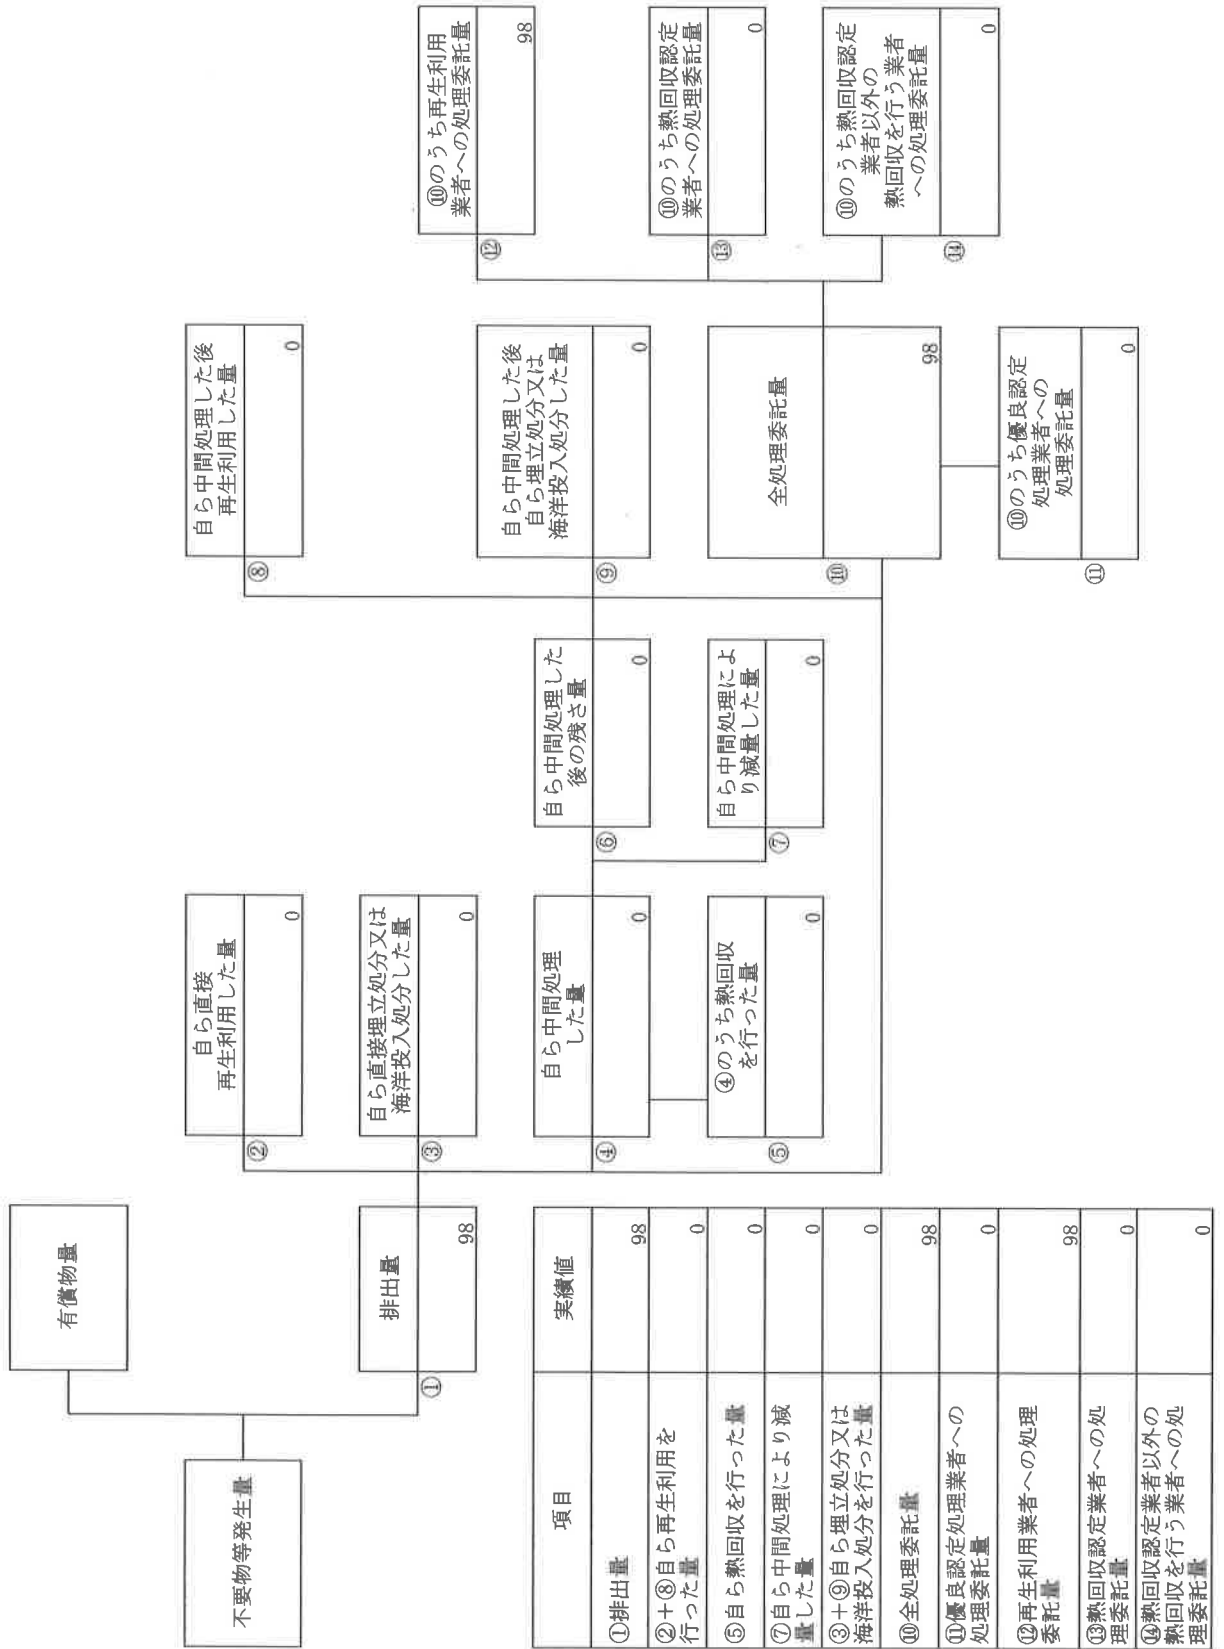 有償物量
不要物等発生量
排出量
①
98
自ら直接
再生利用した量
②
0
自ら直接埋立処分又は
海洋投入処分した量
③
0
自ら中間処理
した量
④
0
④のうち熱回収
を行った量
⑤
0
自ら中間処理した
後の残さ量
⑥
0
自ら中間処理によ
り減量した量
⑦
0
自ら中間処理した後
再生利用した量
⑧
0
自ら中間処理した後
自ら埋立処分又は
海洋投入処分した量
⑨
0
全処理委託量
⑩
98
⑩のうち優良認定
処理業者への
処理委託量
⑪
0
⑩のうち再生利用
業者への処理委託量
⑫
98
⑩のうち熱回収認定
業者への処理委託量
⑬
0
⑩のうち熱回収認定
業者以外の
熱回収を行う業者
への処理委託量
⑭
0
項目 実績値
①排出量 98
②+⑧自ら再生利用を
行った量 0
⑤自ら熱回収を行った量 0
⑦自ら中間処理により減
量した量 0
③+⑨自ら埋立処分又は
海洋投入処分を行った量 0
⑩全処理委託量 98
⑪優良認定処理業者への
処理委託量 0
⑫再生利用業者への処理
委託量 98
⑬熱回収認定業者への処
理委託量 0
⑭熱回収認定業者以外の
熱回収を行う業者への処
理委託量 0